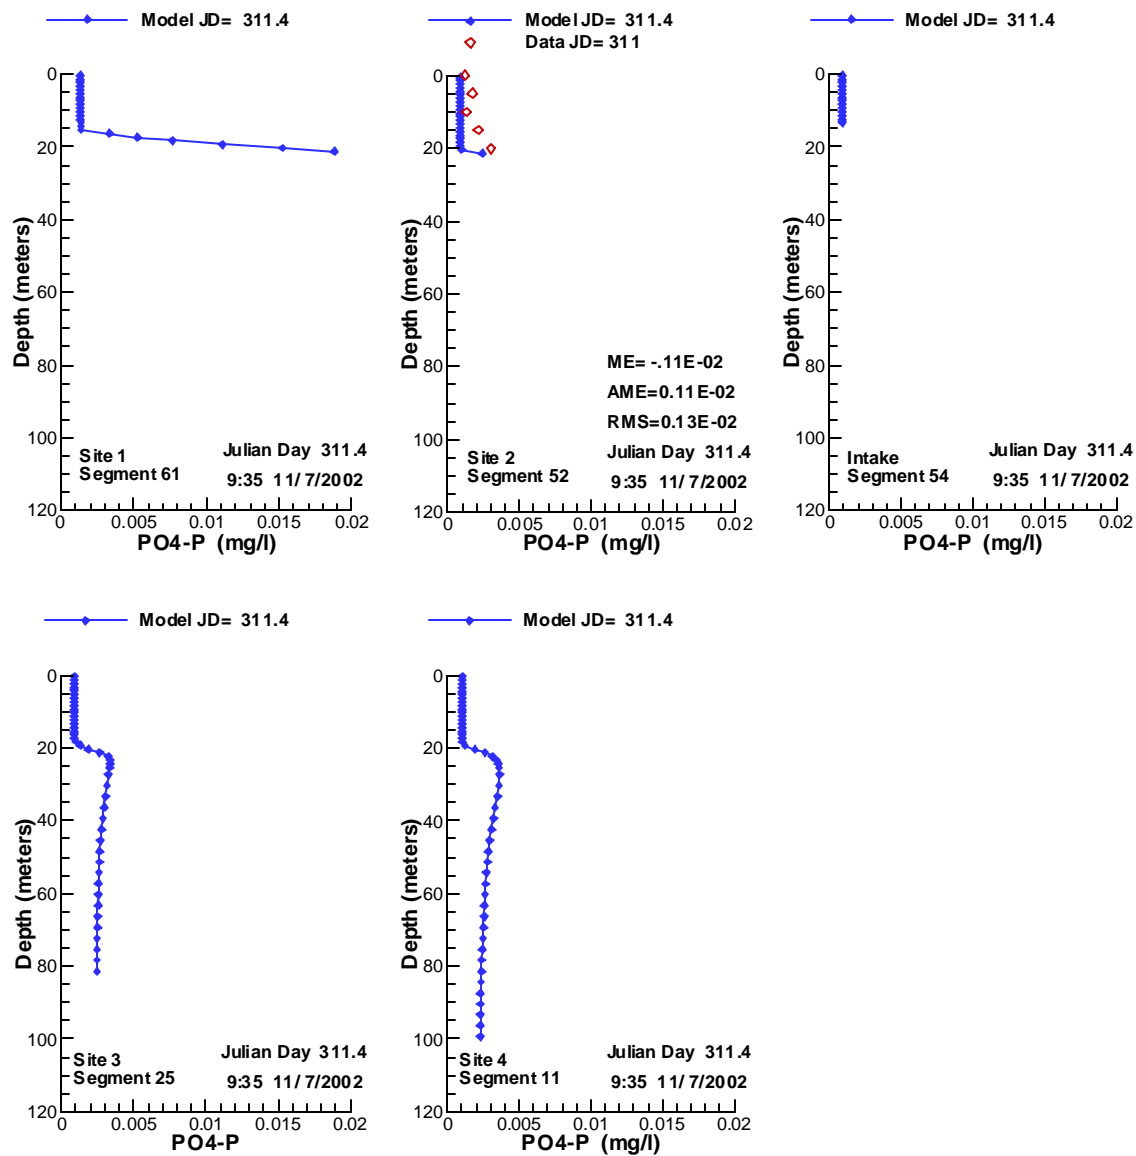 Model JD= 311.4
0
20
40
60
80
100
120
Depth (meters)
Site 1
Segment 61
Julian Day 311.4
9:35 11/7/2002
0 0.005 0.01 0.015 0.02
PO4-P (mg/l)
Model JD= 311.4
Data JD= 311
0
20
40
60
80
100
120
Depth (meters)
ME= -.11E-02
AME=0.11E-02
RMS=0.13E-02
Site 2
Segment 52
Julian Day 311.4
9:35 11/7/2002
0 0.005 0.01 0.015 0.02
PO4-P (mg/l)
Model JD= 311.4
0
20
40
60
80
100
120
Depth (meters)
Intake
Segment 54
Julian Day 311.4
9:35 11/7/2002
0 0.005 0.01 0.015 0.02
PO4-P (mg/l)
Model JD= 311.4
0
20
40
60
80
100
120
Depth (meters)
Site 3
Segment 25
Julian Day 311.4
9:35 11/7/2002
0 0.005 0.01 0.015 0.02
PO4-P
Model JD= 311.4
0
20
40
60
80
100
120
Depth (meters)
Site 4
Segment 11
Julian Day 311.4
9:35 11/7/2002
0 0.005 0.01 0.015 0.02
PO4-P (mg/l)